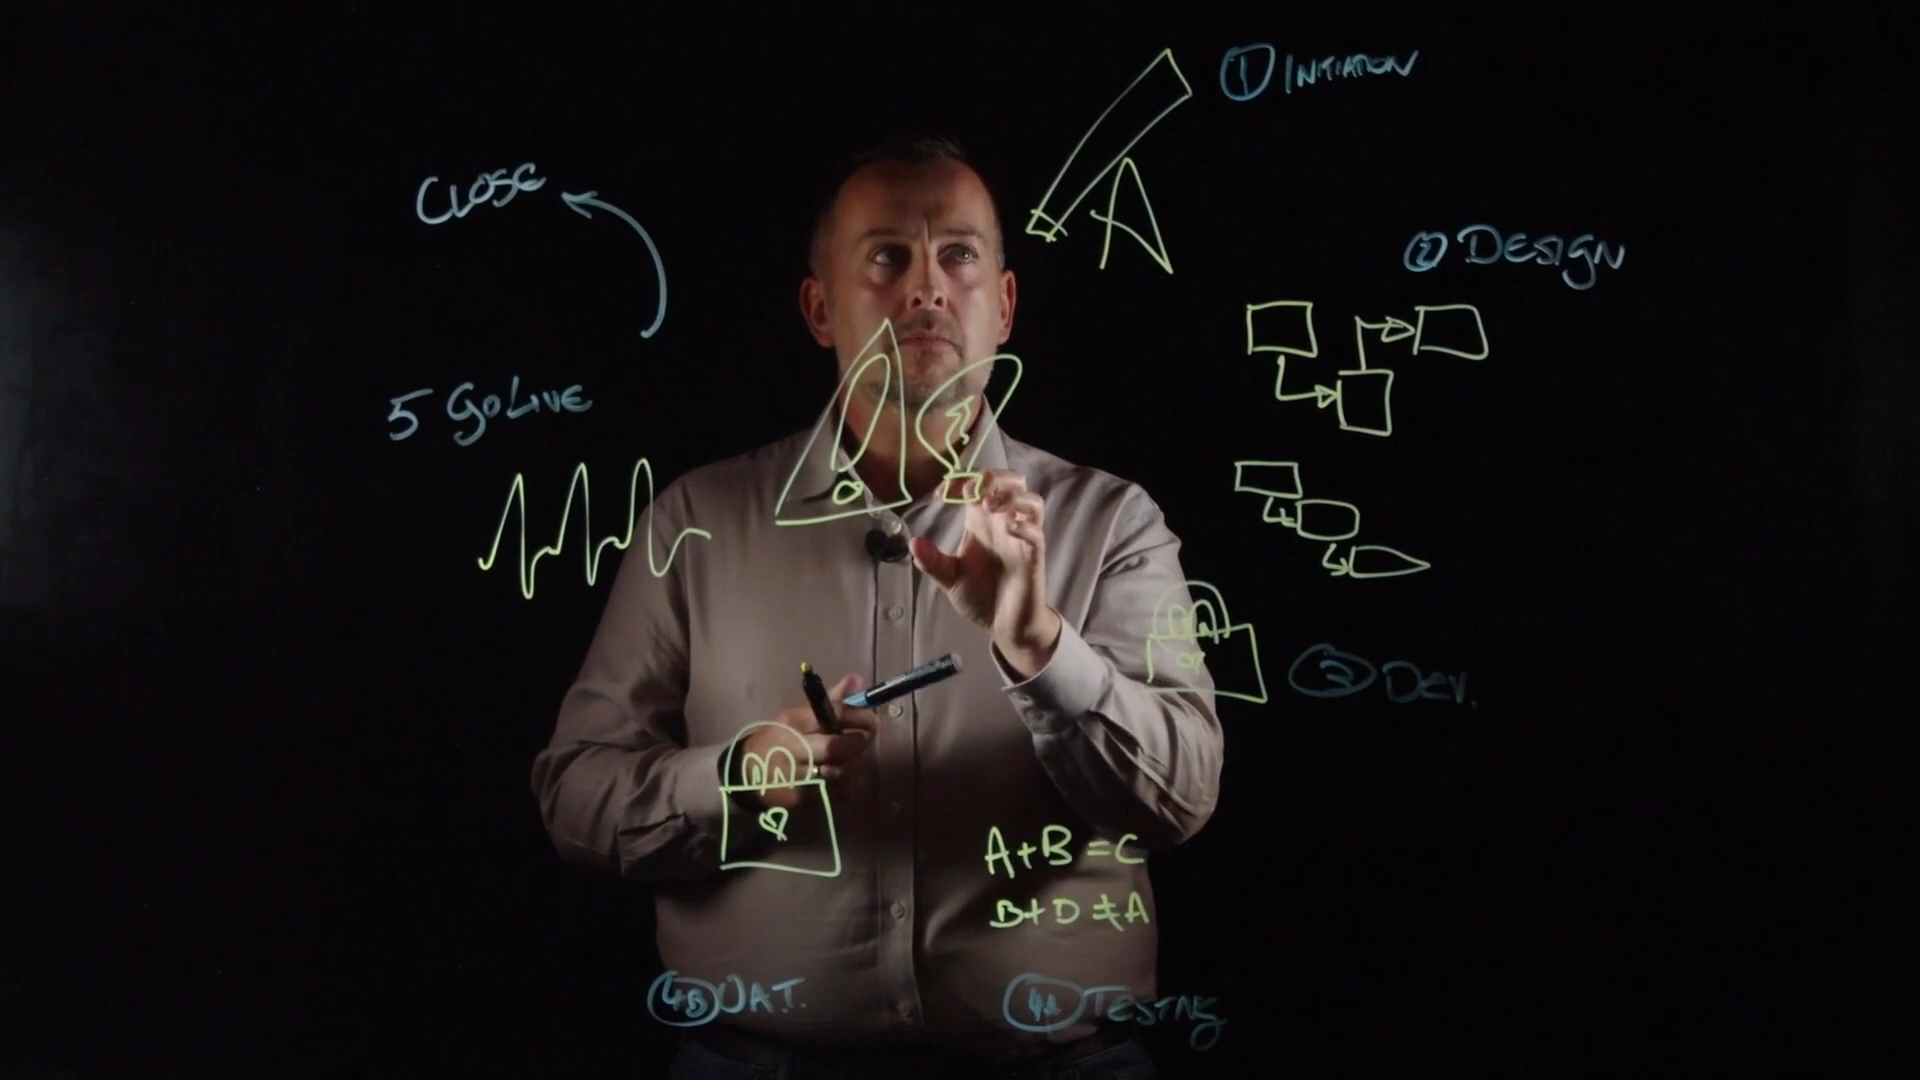 1 INITIATION
2 DESIGN
3 DEV.
A+B=C
B+D≠A
4A TESTING
4B U.A.T.
5 GOLIVE
CLOSE